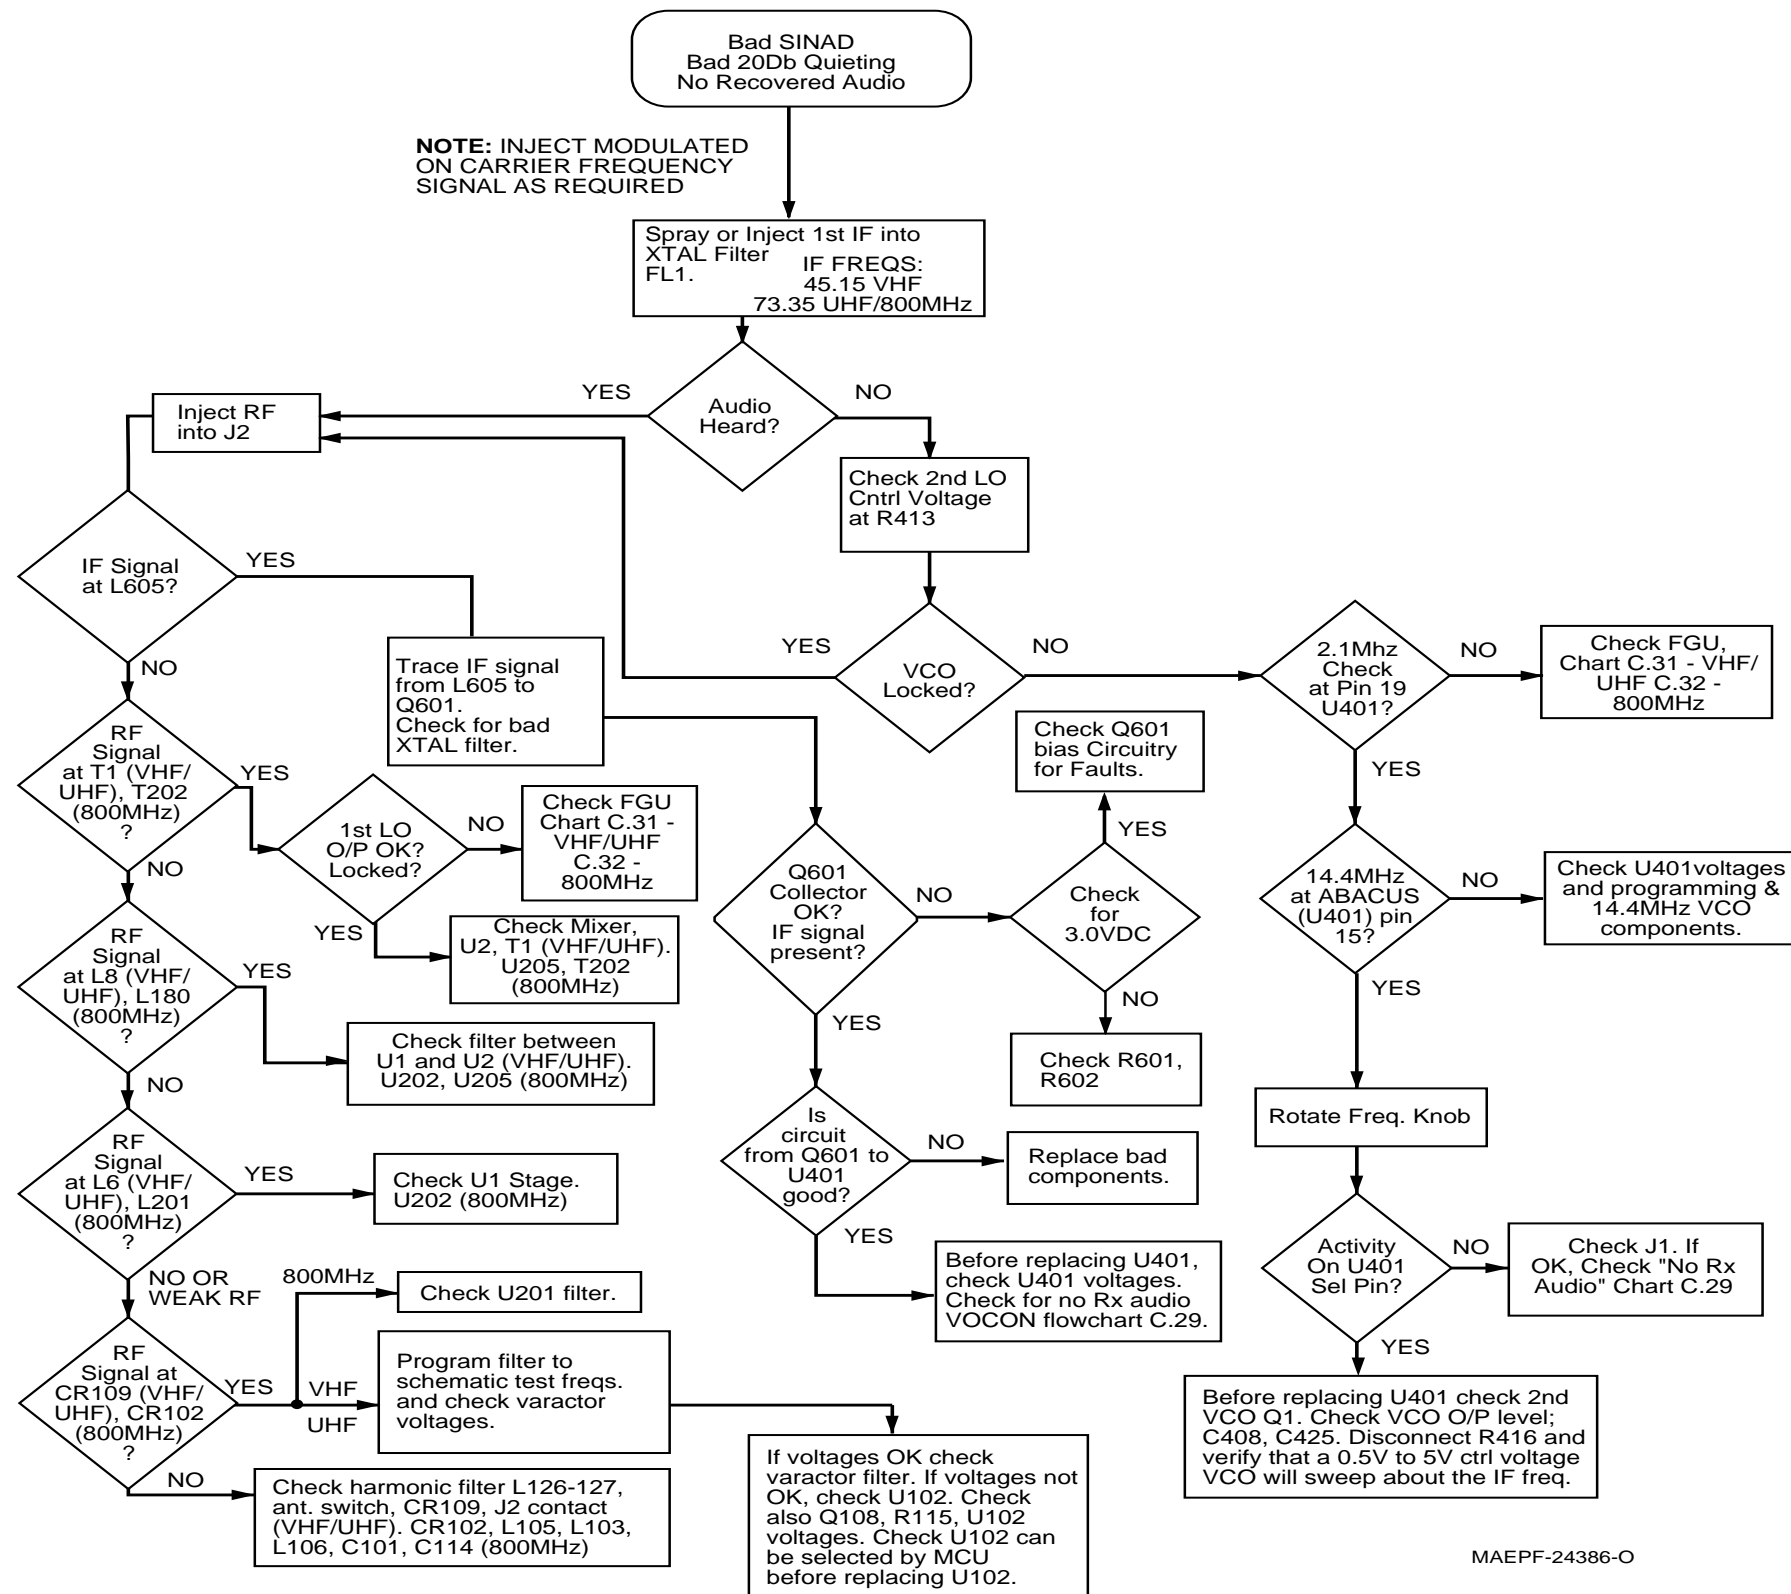 Bad SINAD
Bad 20Db Quieting
No Recovered Audio
NOTE: INJECT MODULATED
ON CARRIER FREQUENCY
SIGNAL AS REQUIRED
Spray or Inject 1st IF into
XTAL Filter
FL1.
IF FREQS:
45.15 VHF
73.35 UHF/800MHz
YES
NO
Audio
Heard?
Inject RF
into J2
Check 2nd LO
Cntrl Voltage
at R413
IF Signal
at L605?
YES
NO
Trace IF signal
from L605 to
Q601.
Check for bad
XTAL filter.
YES
NO
VCO
Locked?
2.1Mhz
Check
at Pin 19
U401?
NO
YES
Check FGU,
Chart C.31 - VHF/
UHF C.32 -
800MHz
RF
Signal
at T1 (VHF/
UHF), T202
(800MHz)
?
YES
NO
1st LO
O/P OK?
Locked?
NO
YES
Check FGU
Chart C.31 -
VHF/UHF
C.32 -
800MHz
Check Mixer,
U2, T1 (VHF/UHF).
U205, T202
(800MHz)
Check Q601
bias Circuitry
for Faults.
YES
Q601
Collector
OK?
IF signal
present?
NO
YES
Check
for
3.0VDC
NO
Check R601,
R602
14.4MHz
at ABACUS
(U401) pin
15?
NO
YES
Check U401voltages
and programming &
14.4MHz VCO
components.
RF
Signal
at L8 (VHF/
UHF), L180
(800MHz)
?
YES
NO
Check filter between
U1 and U2 (VHF/UHF).
U202, U205 (800MHz)
Is
circuit
from Q601 to
U401
good?
NO
YES
Replace bad
components.
Rotate Freq. Knob
RF
Signal
at L6 (VHF/
UHF), L201
(800MHz)
?
YES
NO OR
WEAK RF
Check U1 Stage.
U202 (800MHz)
Before replacing U401,
check U401 voltages.
Check for no Rx audio
VOCON flowchart C.29.
Activity
On U401
Sel Pin?
NO
YES
Check J1. If
OK, Check "No Rx
Audio" Chart C.29
RF
Signal at
CR109 (VHF/
UHF), CR102
(800MHz)
?
YES
NO
800MHz
VHF
UHF
Check U201 filter.
Program filter to
schematic test freqs.
and check varactor
voltages.
Check harmonic filter L126-127,
ant. switch, CR109, J2 contact
(VHF/UHF). CR102, L105, L103,
L106, C101, C114 (800MHz)
If voltages OK check
varactor filter. If voltages not
OK, check U102. Check
also Q108, R115, U102
voltages. Check U102 can
be selected by MCU
before replacing U102.
Before replacing U401 check 2nd
VCO Q1. Check VCO O/P level;
C408, C425. Disconnect R416 and
verify that a 0.5V to 5V ctrl voltage
VCO will sweep about the IF freq.
MAEPF-24386-O